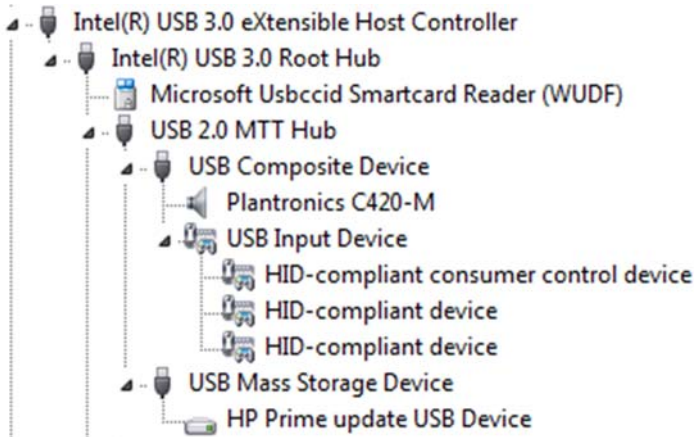 Intel(R) USB 3.0 eXtensible Host Controller
Intel(R) USB 3.0 Root Hub
Microsoft Usbccid Smartcard Reader (WUDF)
USB 2.0 MTT Hub
USB Composite Device
Plantronics C420-M
USB Input Device
HID-compliant consumer control device
HID-compliant device
HID-compliant device
USB Mass Storage Device
HP Prime update USB Device